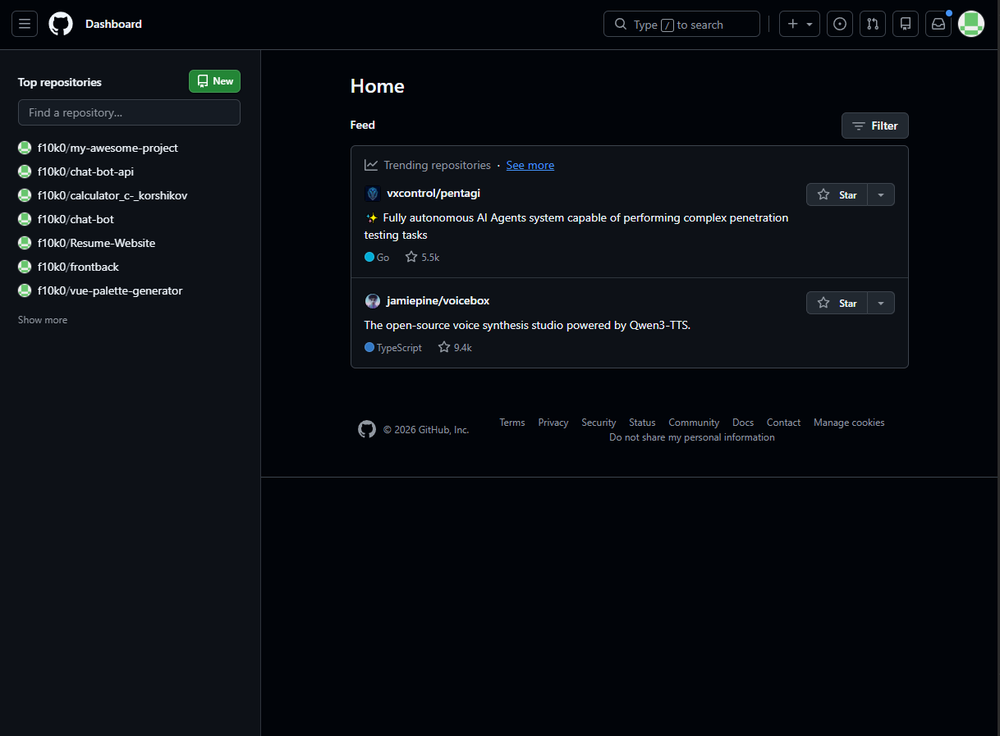 Dashboard
Type / to search
Top repositories
New
Find a repository...
f10k0/my-awesome-project
f10k0/chat-bot-api
f10k0/calculator_c-_korshikov
f10k0/chat-bot
f10k0/Resume-Website
f10k0/frontback
f10k0/vue-palette-generator
Show more
Home
Feed
Filter
Trending repositories · See more
vxcontrol/pentagi
Star
✨ Fully autonomous AI Agents system capable of performing complex penetration
testing tasks
Go 5.5k
jamiepine/voicebox
Star
The open-source voice synthesis studio powered by Qwen3-TTS.
TypeScript 9.4k
© 2026 GitHub, Inc.
Terms Privacy Security Status Community Docs Contact Manage cookies
Do not share my personal information